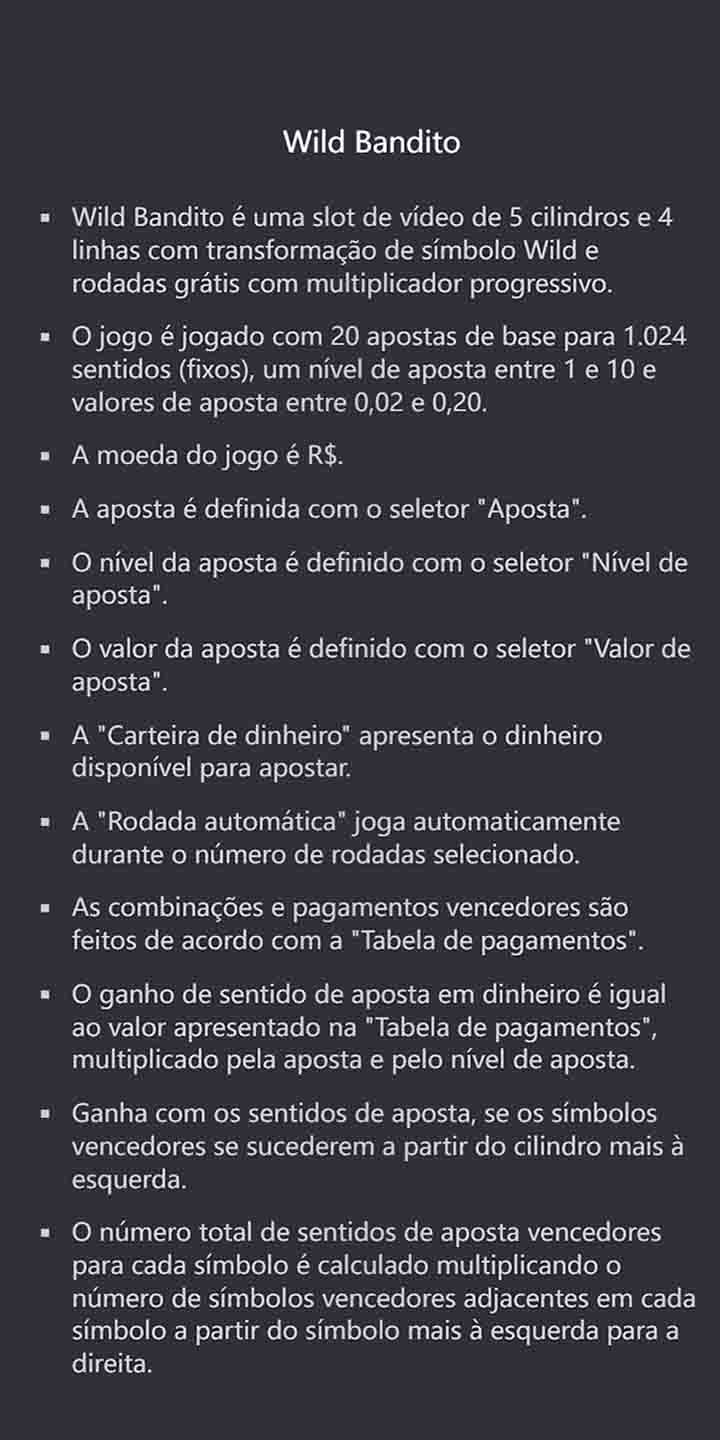 Wild Bandito
▪ Wild Bandito é uma slot de vídeo de 5 cilindros e 4
linhas com transformação de símbolo Wild e
rodadas grátis com multiplicador progressivo.
▪ O jogo é jogado com 20 apostas de base para 1.024
sentidos (fixos), um nível de aposta entre 1 e 10 e
valores de aposta entre 0,02 e 0,20.
▪ A moeda do jogo é R$.
▪ A aposta é definida com o seletor "Aposta".
▪ O nível da aposta é definido com o seletor "Nível de
aposta".
▪ O valor da aposta é definido com o seletor "Valor de
aposta".
▪ A "Carteira de dinheiro" apresenta o dinheiro
disponível para apostar.
▪ A "Rodada automática" joga automaticamente
durante o número de rodadas selecionado.
▪ As combinações e pagamentos vencedores são
feitos de acordo com a "Tabela de pagamentos".
▪ O ganho de sentido de aposta em dinheiro é igual
ao valor apresentado na "Tabela de pagamentos",
multiplicado pela aposta e pelo nível de aposta.
▪ Ganha com os sentidos de aposta, se os símbolos
vencedores se sucederem a partir do cilindro mais à
esquerda.
▪ O número total de sentidos de aposta vencedores
para cada símbolo é calculado multiplicando o
número de símbolos vencedores adjacentes em cada
símbolo a partir do símbolo mais à esquerda para a
direita.